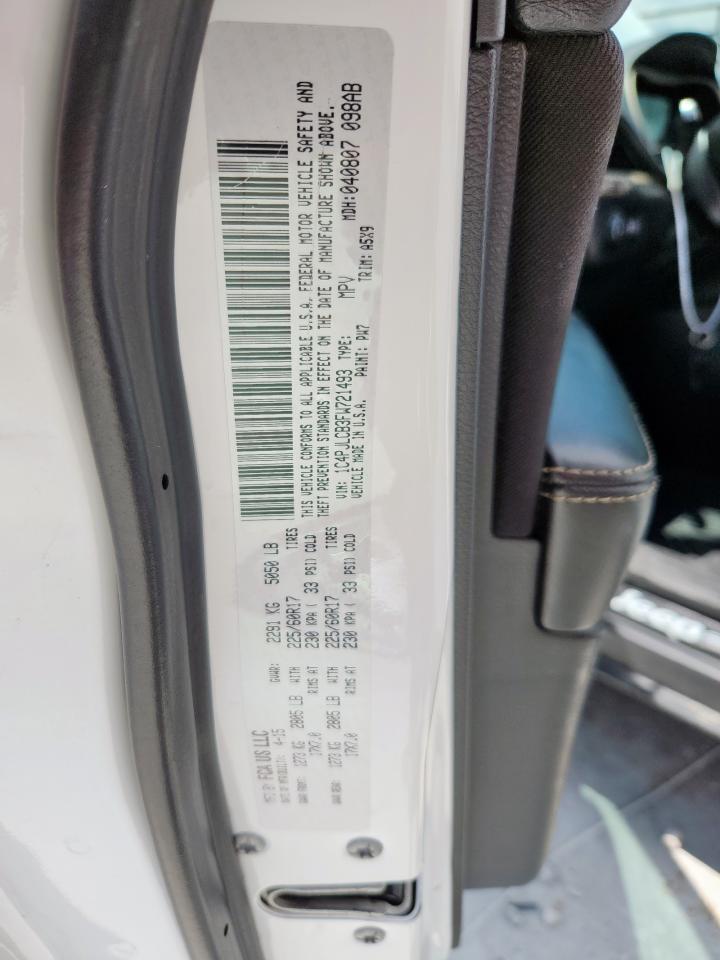 MFD BY FCA US LLC
DATE OF MFR 4-15 GVWR: 2291 KG 5050 LB
GAWR FRONT: 1273 KG 2805 LB WITH 225/60R17 TIRES
17X7.0 RIMS AT 230 KPA ( 33 PSI) COLD
GAWR REAR: 1273 KG 2805 LB WITH 225/60R17 TIRES
17X7.0 RIMS AT 230 KPA ( 33 PSI) COLD
THIS VEHICLE CONFORMS TO ALL APPLICABLE U.S.A. FEDERAL MOTOR VEHICLE SAFETY AND
THEFT PREVENTION STANDARDS IN EFFECT ON THE DATE OF MANUFACTURE SHOWN ABOVE.
VIN: 1C4PJLCB3FW721493 TYPE: MPV MDH:040807 098AB
VEHICLE MADE IN U.S.A. PAINT: PW7 TRIM: A5X9
Jeep